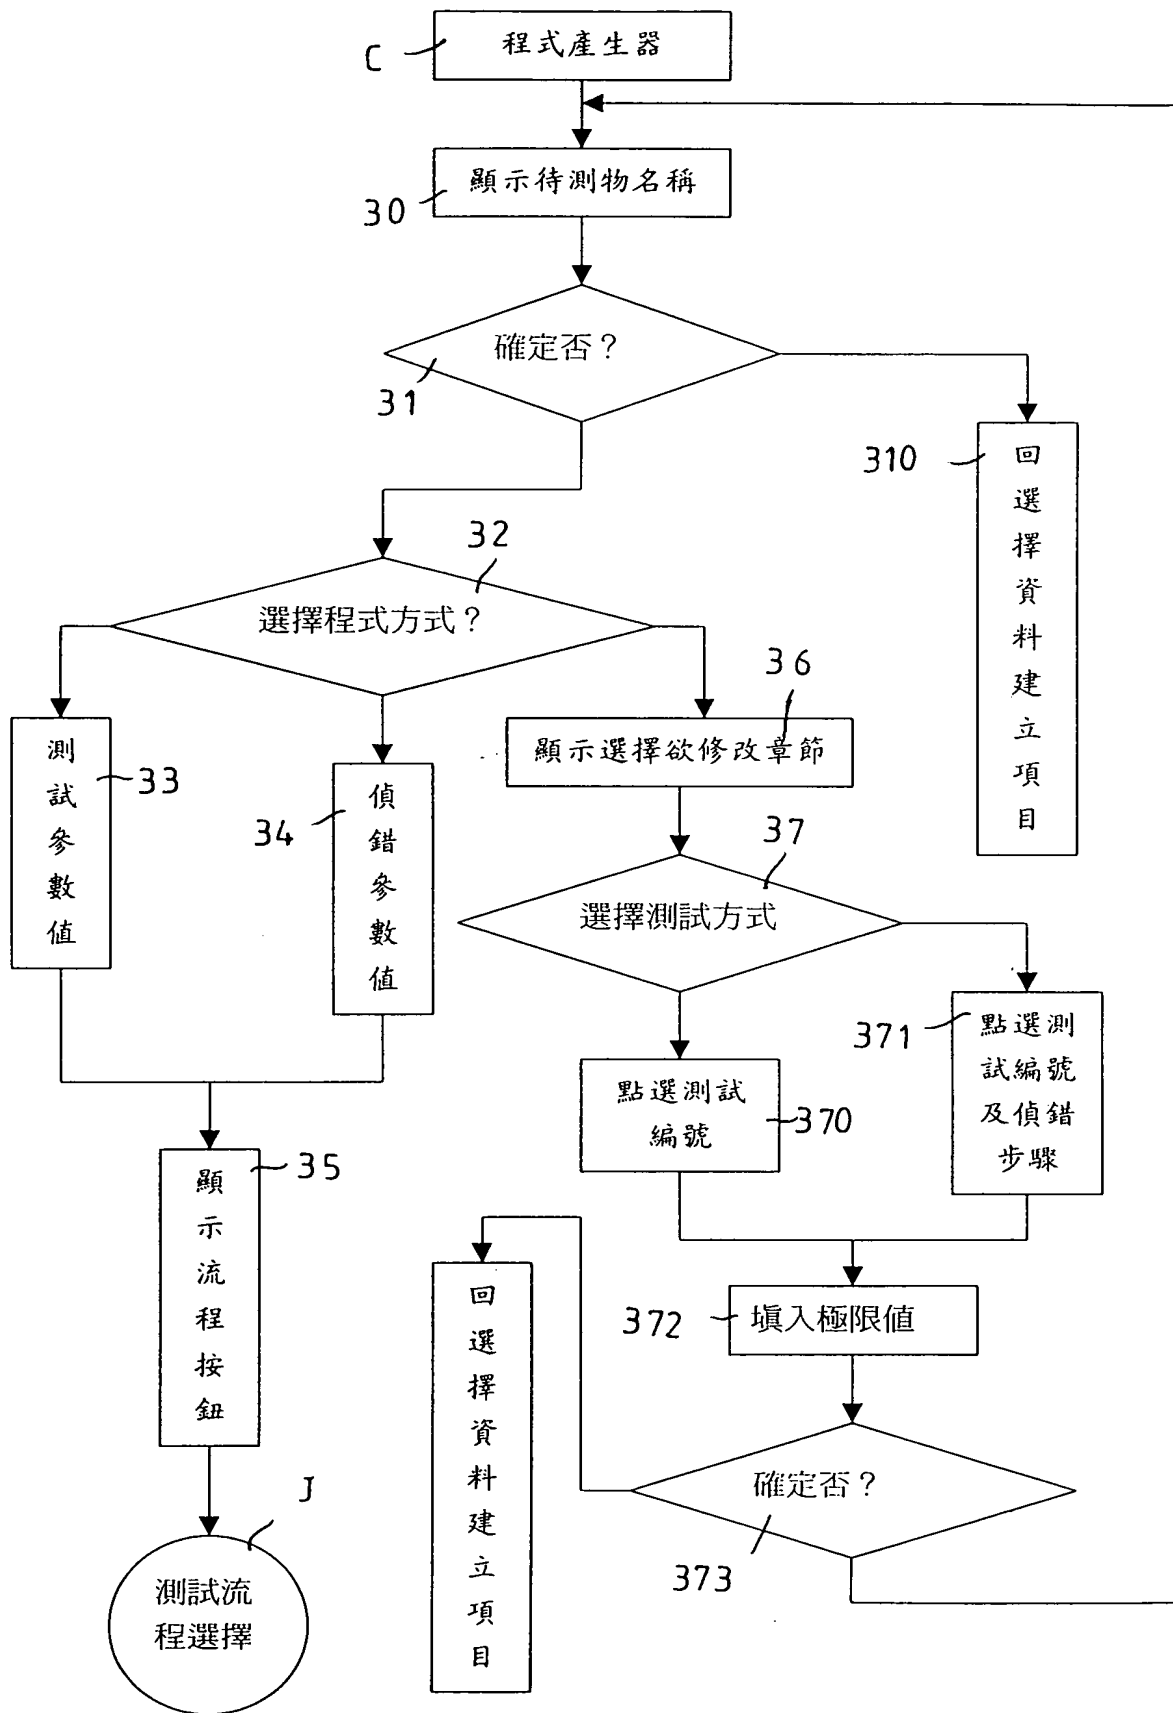 程式產生器
C
顯示待測物名稱
30
確定否？
31
310
回選擇資料建立項目
32
選擇程式方式？
36
顯示選擇欲修改章節
測試參數值
33
偵錯參數值
34
37
選擇測試方式
371
點選測
試編號
及偵錯
步驟
點選測試
編號
370
35
顯示流程按鈕
回選擇資料建立項目
372
填入極限值
確定否？
373
J
測試流
程選擇